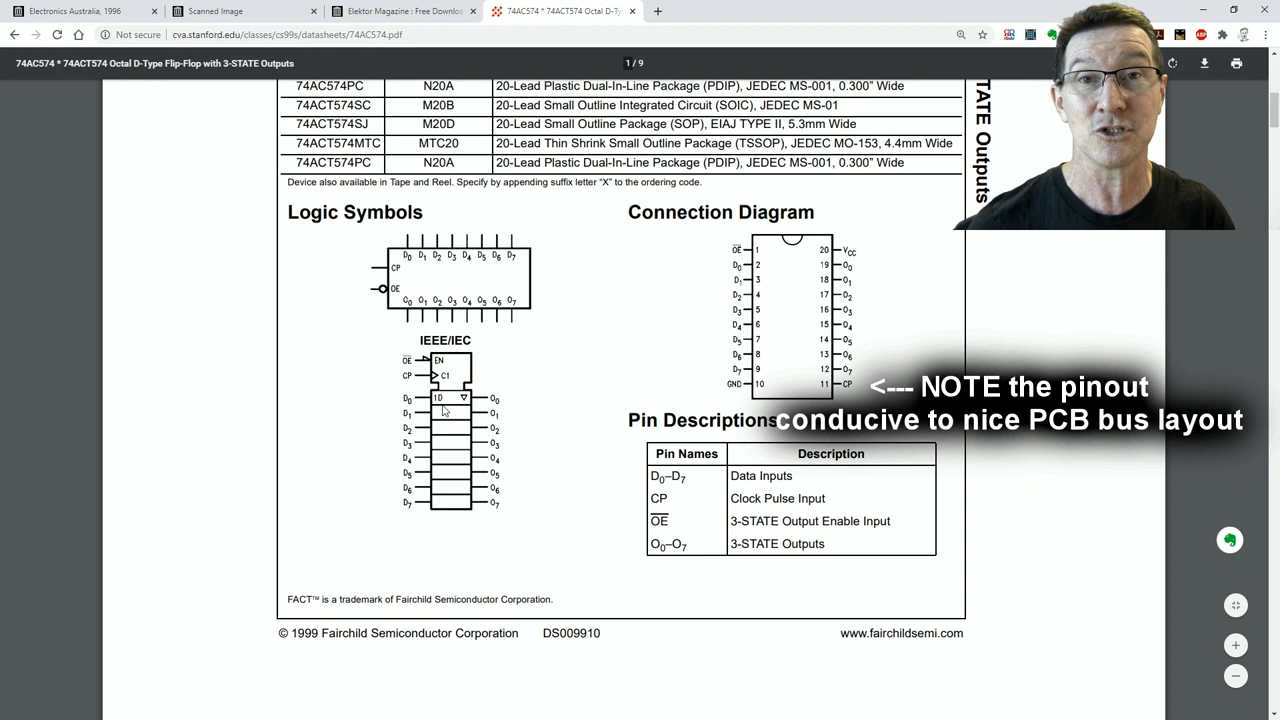 Electronics Australia, 1996
Scanned Image
Elektor Magazine : Free Downloa
74AC574 * 74ACT574 Octal D-Ty
Not secure
cva.stanford.edu/classes/cs99s/datasheets/74AC574.pdf
74AC574 * 74ACT574 Octal D-Type Flip-Flop with 3-STATE Outputs
1 / 9
74AC574PC N20A 20-Lead Plastic Dual-In-Line Package (PDIP), JEDEC MS-001, 0.300" Wide
74ACT574SC M20B 20-Lead Small Outline Integrated Circuit (SOIC), JEDEC MS-01
74ACT574SJ M20D 20-Lead Small Outline Package (SOP), EIAJ TYPE II, 5.3mm Wide
74ACT574MTC MTC20 20-Lead Thin Shrink Small Outline Package (TSSOP), JEDEC MO-153, 4.4mm Wide
74ACT574PC N20A 20-Lead Plastic Dual-In-Line Package (PDIP), JEDEC MS-001, 0.300" Wide
Device also available in Tape and Reel. Specify by appending suffix letter "X" to the ordering code.
TATE Outputs
Logic Symbols
D0 D1 D2 D3 D4 D5 D6 D7
CP
OE
O0 O1 O2 O3 O4 O5 O6 O7
IEEE/IEC
OE EN
CP C1
D0 1D O0
D1 O1
D2 O2
D3 O3
D4 O4
D5 O5
D6 O6
D7 O7
Connection Diagram
OE 1 20 VCC
D0 2 19 O0
D1 3 18 O1
D2 4 17 O2
D3 5 16 O3
D4 6 15 O4
D5 7 14 O5
D6 8 13 O6
D7 9 12 O7
GND 10 11 CP
<--- NOTE the pinout
conducive to nice PCB bus layout
Pin Descriptions
Pin Names Description
D0–D7 Data Inputs
CP Clock Pulse Input
OE 3-STATE Output Enable Input
O0–O7 3-STATE Outputs
FACT™ is a trademark of Fairchild Semiconductor Corporation.
© 1999 Fairchild Semiconductor Corporation DS009910 www.fairchildsemi.com